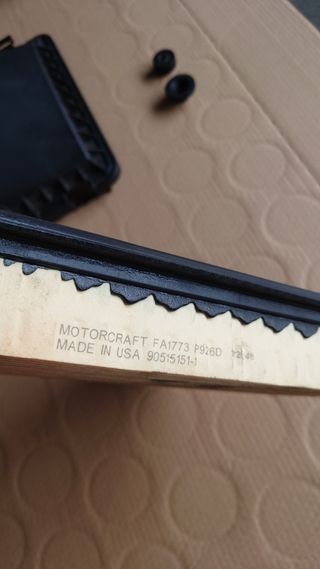 MOTORCRAFT FA1773 P926D
MADE IN USA 90515151-1